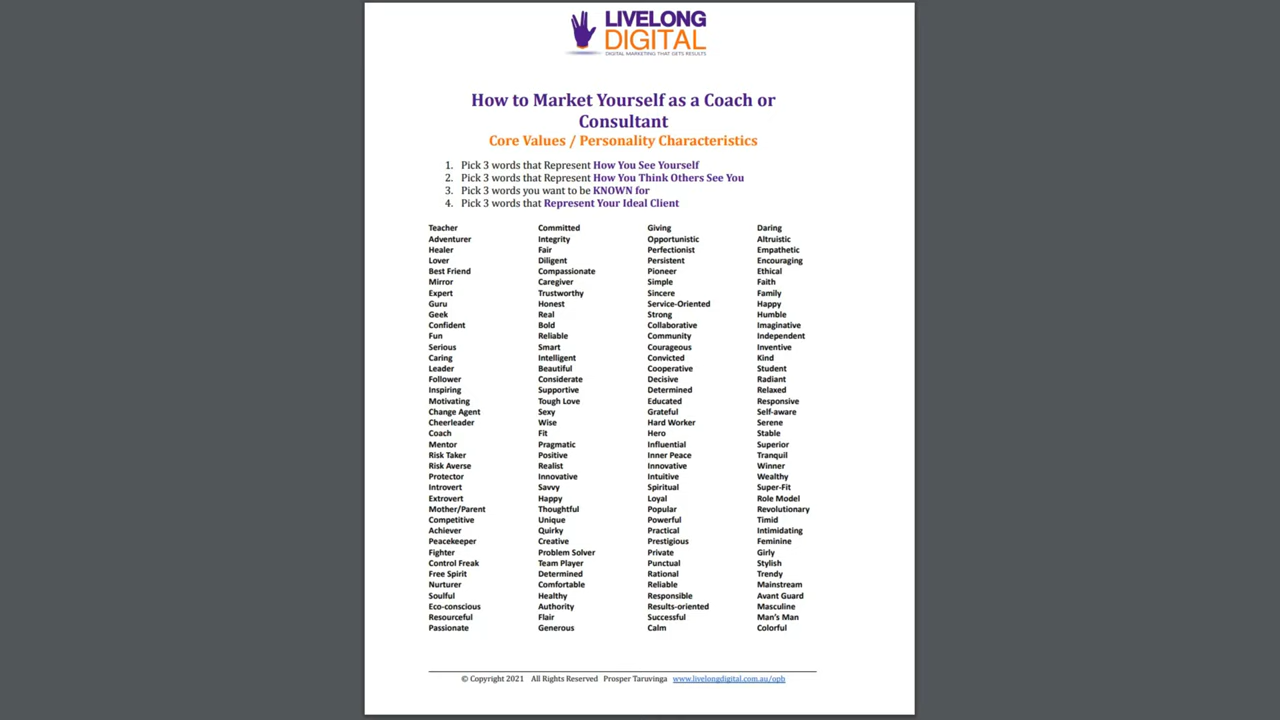 LIVELONG
DIGITAL
DIGITAL MARKETING THAT GETS RESULTS
How to Market Yourself as a Coach or
Consultant
Core Values / Personality Characteristics
1. Pick 3 words that Represent How You See Yourself
2. Pick 3 words that Represent How You Think Others See You
3. Pick 3 words you want to be KNOWN for
4. Pick 3 words that Represent Your Ideal Client
Teacher Committed Giving Daring
Adventurer Integrity Opportunistic Altruistic
Healer Fair Perfectionist Empathetic
Lover Diligent Persistent Encouraging
Best Friend Compassionate Pioneer Ethical
Mirror Caregiver Simple Faith
Expert Trustworthy Sincere Family
Guru Honest Service-Oriented Happy
Geek Real Strong Humble
Confident Bold Collaborative Imaginative
Fun Reliable Community Independent
Serious Smart Courageous Inventive
Caring Intelligent Convicted Kind
Leader Beautiful Cooperative Student
Follower Considerate Decisive Radiant
Inspiring Supportive Determined Relaxed
Motivating Tough Love Educated Responsive
Change Agent Sexy Grateful Self-aware
Cheerleader Wise Hard Worker Serene
Coach Fit Hero Stable
Mentor Pragmatic Influential Superior
Risk Taker Positive Inner Peace Tranquil
Risk Averse Realist Innovative Winner
Protector Innovative Intuitive Wealthy
Introvert Savvy Spiritual Super-Fit
Extrovert Happy Loyal Role Model
Mother/Parent Thoughtful Popular Revolutionary
Competitive Unique Powerful Timid
Achiever Quirky Practical Intimidating
Peacekeeper Creative Prestigious Feminine
Fighter Problem Solver Private Girly
Control Freak Team Player Punctual Stylish
Free Spirit Determined Rational Trendy
Nurturer Comfortable Reliable Mainstream
Soulful Healthy Responsible Avant Guard
Eco-conscious Authority Results-oriented Masculine
Resourceful Flair Successful Man's Man
Passionate Generous Calm Colorful
© Copyright 2021 All Rights Reserved Prosper Taruvinga www.livelongdigital.com.au/opb